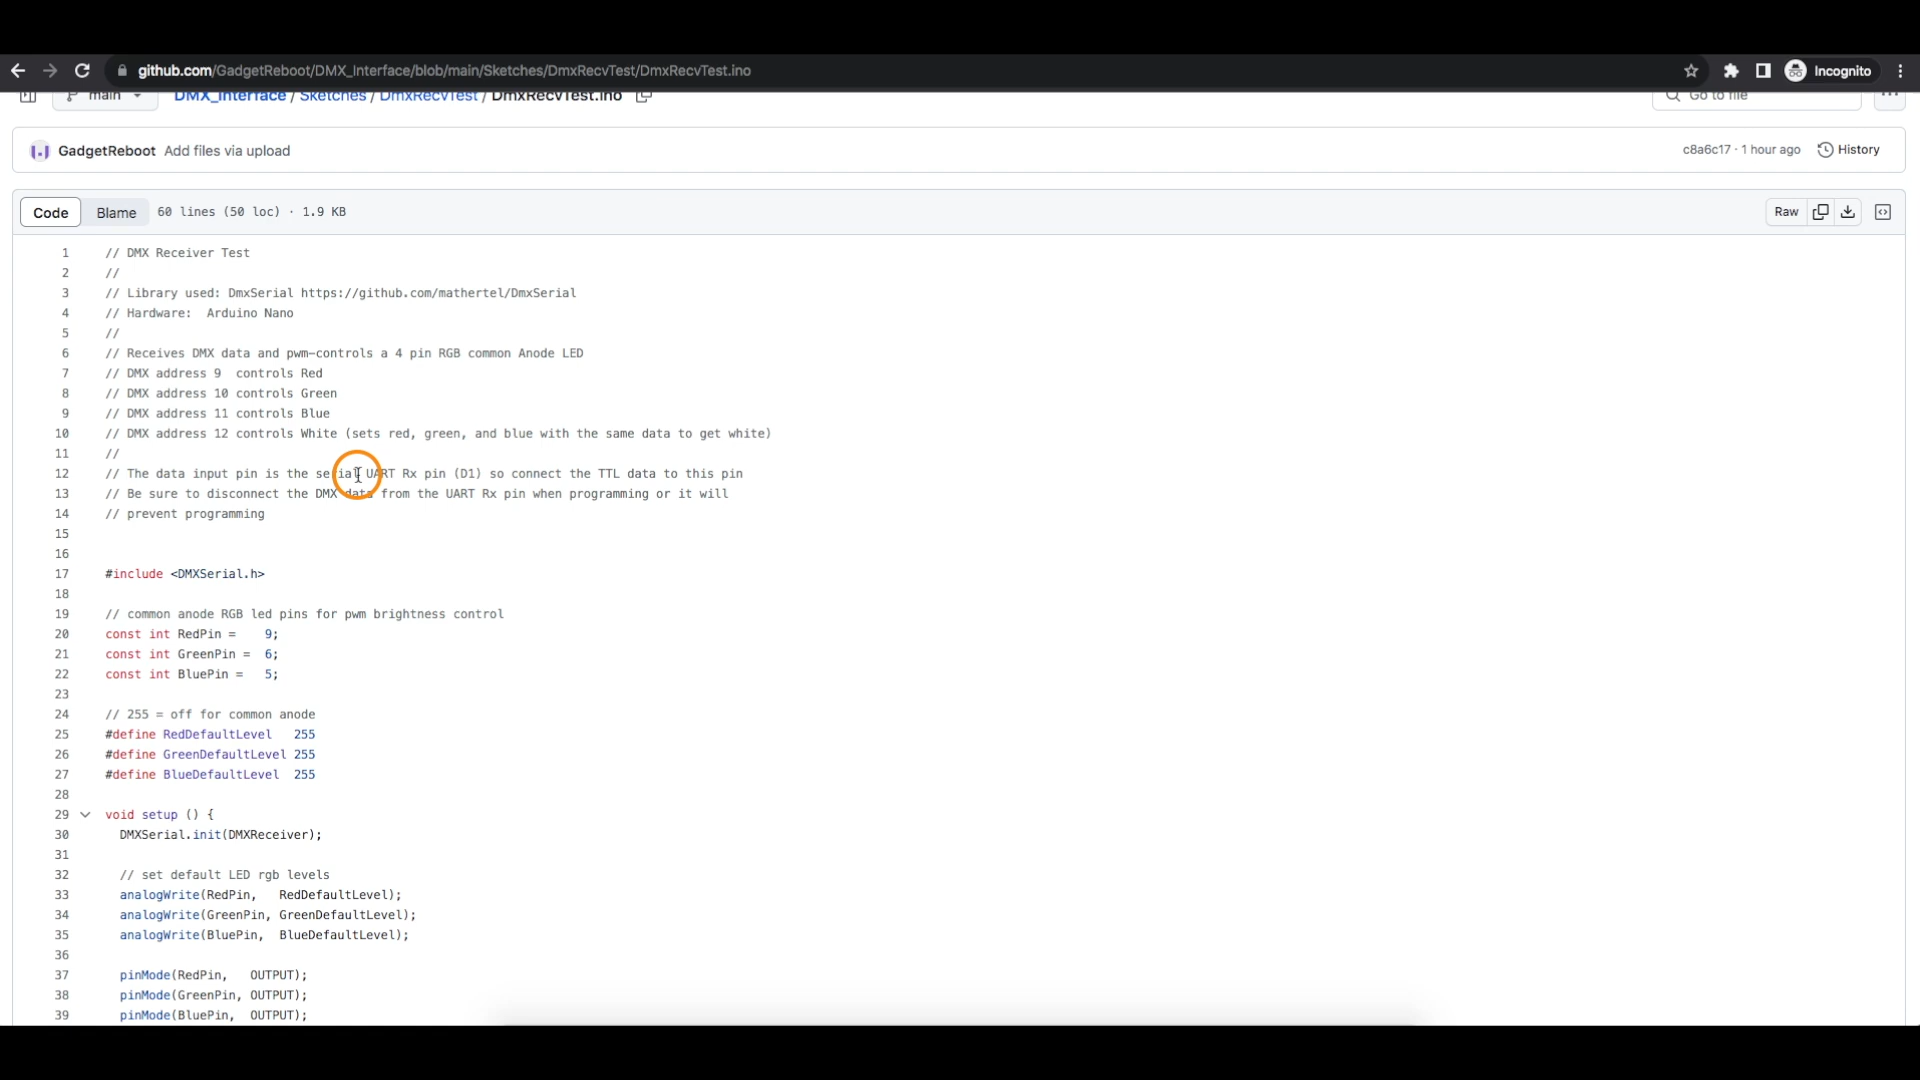 github.com/GadgetReboot/DMX_Interface/blob/main/Sketches/DmxRecvTest/DmxRecvTest.ino
Incognito
main
DMX_Interface / Sketches / DmxRecvTest / DmxRecvTest.ino
Go to file
GadgetReboot Add files via upload
c8a6c17 · 1 hour ago
History
Code
Blame
60 lines (50 loc) · 1.9 KB
Raw
1 // DMX Receiver Test
2 //
3 // Library used: DmxSerial https://github.com/mathertel/DmxSerial
4 // Hardware:  Arduino Nano
5 //
6 // Receives DMX data and pwm-controls a 4 pin RGB common Anode LED
7 // DMX address 9  controls Red
8 // DMX address 10 controls Green
9 // DMX address 11 controls Blue
10 // DMX address 12 controls White (sets red, green, and blue with the same data to get white)
11 //
12 // The data input pin is the serial UART Rx pin (D1) so connect the TTL data to this pin
13 // Be sure to disconnect the DMX data from the UART Rx pin when programming or it will
14 // prevent programming
15
16
17 #include <DMXSerial.h>
18
19 // common anode RGB led pins for pwm brightness control
20 const int RedPin =    9;
21 const int GreenPin =  6;
22 const int BluePin =   5;
23
24 // 255 = off for common anode
25 #define RedDefaultLevel   255
26 #define GreenDefaultLevel 255
27 #define BlueDefaultLevel  255
28
29 void setup () {
30 DMXSerial.init(DMXReceiver);
31
32 // set default LED rgb levels
33 analogWrite(RedPin,   RedDefaultLevel);
34 analogWrite(GreenPin, GreenDefaultLevel);
35 analogWrite(BluePin,  BlueDefaultLevel);
36
37 pinMode(RedPin,   OUTPUT);
38 pinMode(GreenPin, OUTPUT);
39 pinMode(BluePin,  OUTPUT);